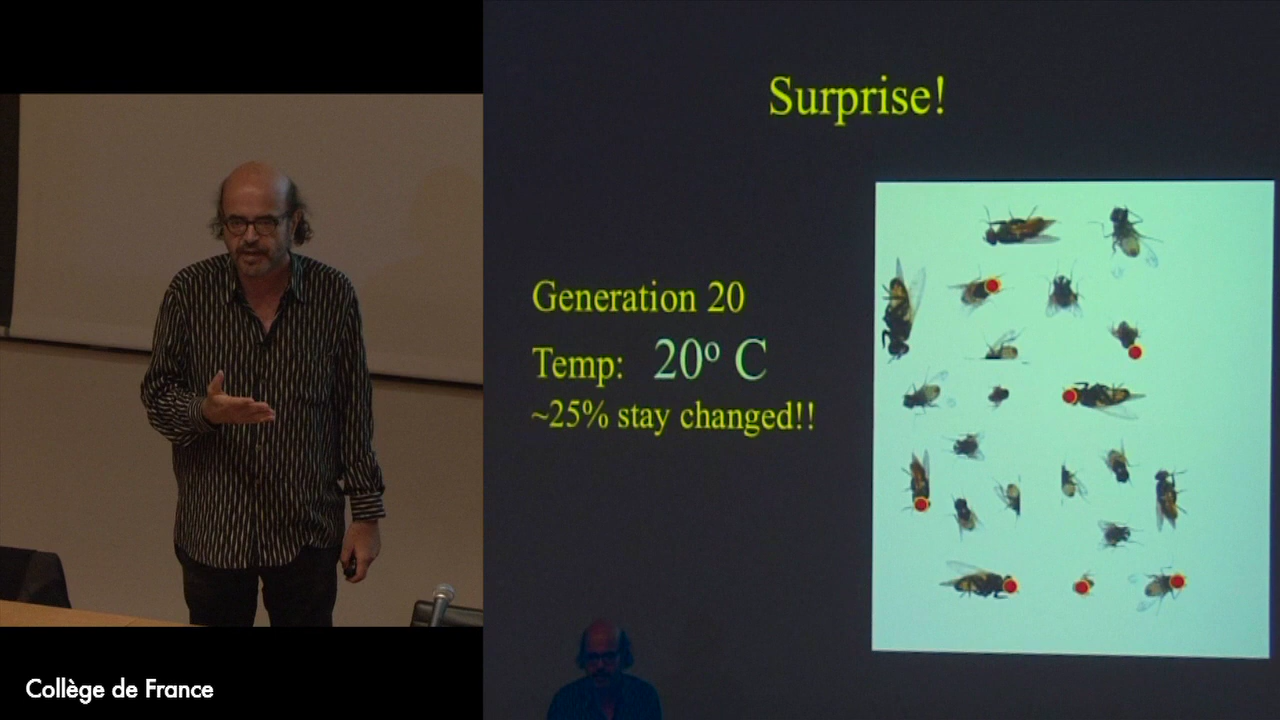 Surprise!
Generation 20
Temp: 20º C
~25% stay changed!!
Collège de France